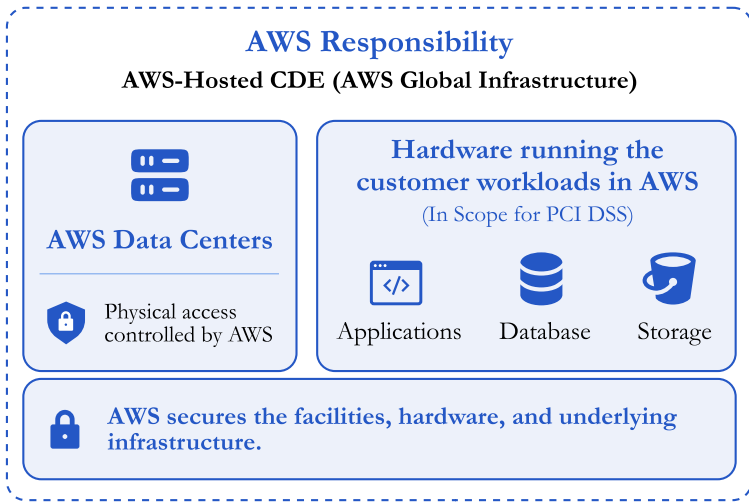 AWS Responsibility
AWS-Hosted CDE (AWS Global Infrastructure)
AWS Data Centers
Physical access
controlled by AWS
Hardware running the
customer workloads in AWS
(In Scope for PCI DSS)
</>
Applications
Database
Storage
AWS secures the facilities, hardware, and underlying
infrastructure.